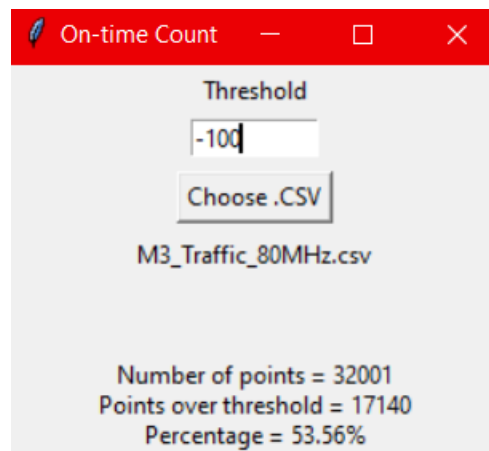 On-time Count
Threshold
-100
Choose .CSV
M3_Traffic_80MHz.csv
Number of points = 32001
Points over threshold = 17140
Percentage = 53.56%